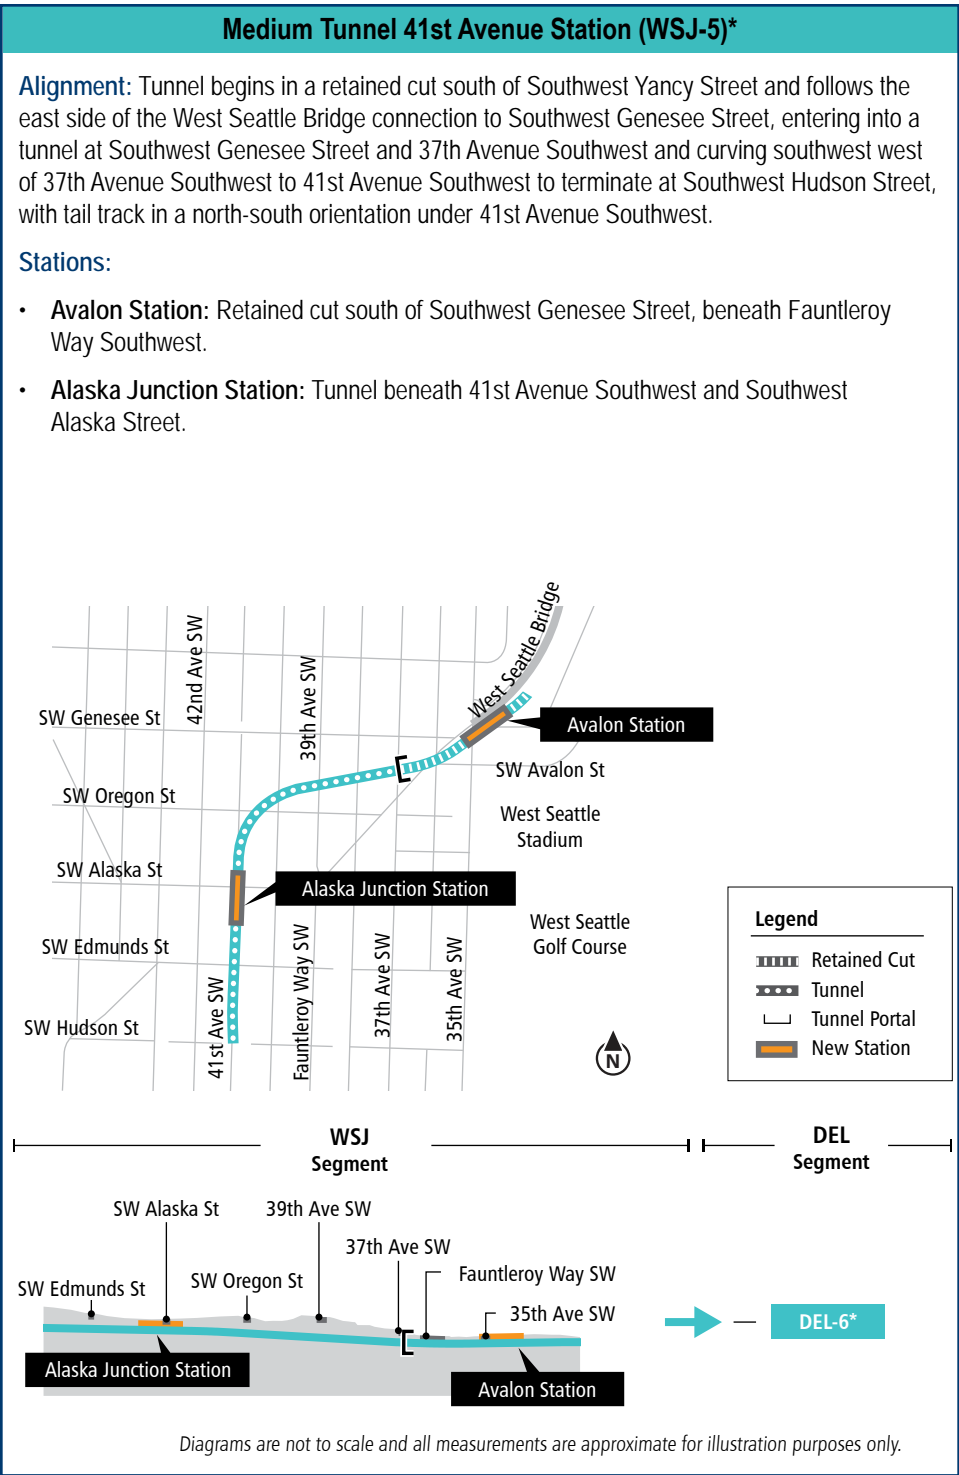 Medium Tunnel 41st Avenue Station (WSJ-5)*
Alignment: Tunnel begins in a retained cut south of Southwest Yancy Street and follows the
east side of the West Seattle Bridge connection to Southwest Genesee Street, entering into a
tunnel at Southwest Genesee Street and 37th Avenue Southwest and curving southwest west
of 37th Avenue Southwest to 41st Avenue Southwest to terminate at Southwest Hudson Street,
with tail track in a north-south orientation under 41st Avenue Southwest.
Stations:
• Avalon Station: Retained cut south of Southwest Genesee Street, beneath Fauntleroy
Way Southwest.
• Alaska Junction Station: Tunnel beneath 41st Avenue Southwest and Southwest
Alaska Street.
West Seattle Bridge
42nd Ave SW
39th Ave SW
SW Genesee St
Avalon Station
SW Avalon St
SW Oregon St
West Seattle
Stadium
SW Alaska St
Alaska Junction Station
West Seattle
Golf Course
SW Edmunds St
Fauntleroy Way SW
37th Ave SW
35th Ave SW
41st Ave SW
SW Hudson St
N
Legend
Retained Cut
Tunnel
Tunnel Portal
New Station
WSJ
Segment
DEL
Segment
SW Alaska St
39th Ave SW
37th Ave SW
SW Edmunds St
SW Oregon St
Fauntleroy Way SW
35th Ave SW
DEL-6*
Alaska Junction Station
Avalon Station
Diagrams are not to scale and all measurements are approximate for illustration purposes only.